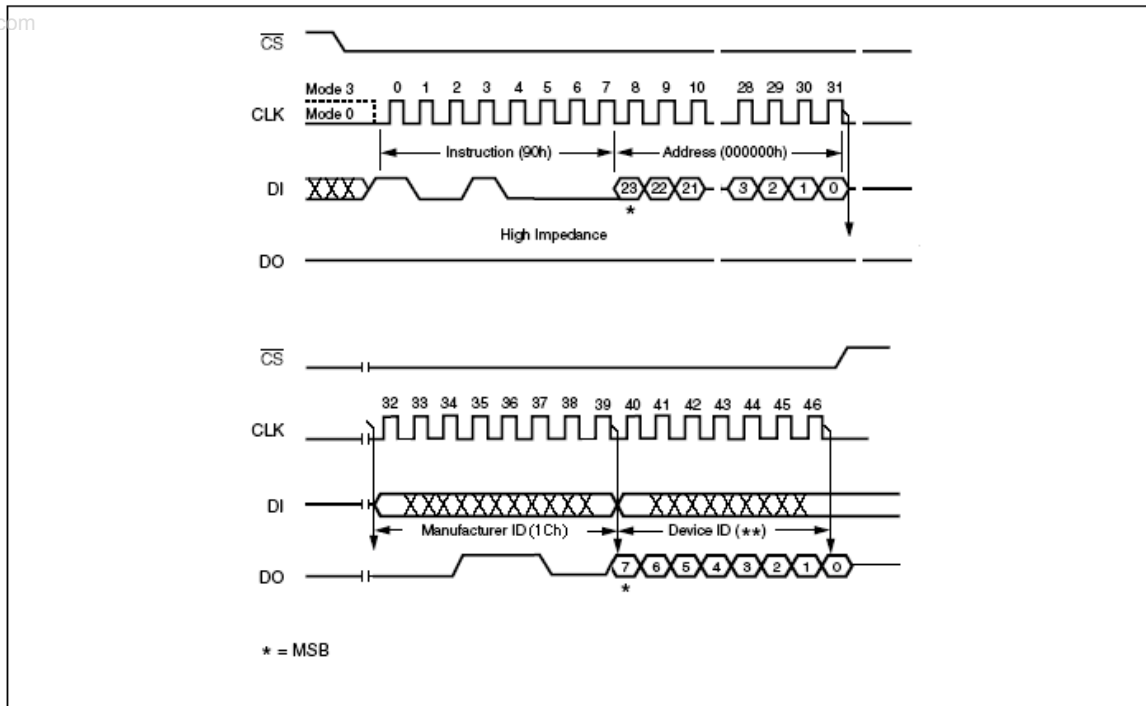 com
CS
Mode 3 0 1 2 3 4 5 6 7 8 9 10 28 29 30 31
CLK Mode 0
Instruction (90h) Address (000000h)
DI 23 22 21 3 2 1 0
*
High Impedance
DO
CS
32 33 34 35 36 37 38 39 40 41 42 43 44 45 46
CLK
DI
Manufacturer ID (1Ch) Device ID (**)
DO 7 6 5 4 3 2 1 0
*
* = MSB